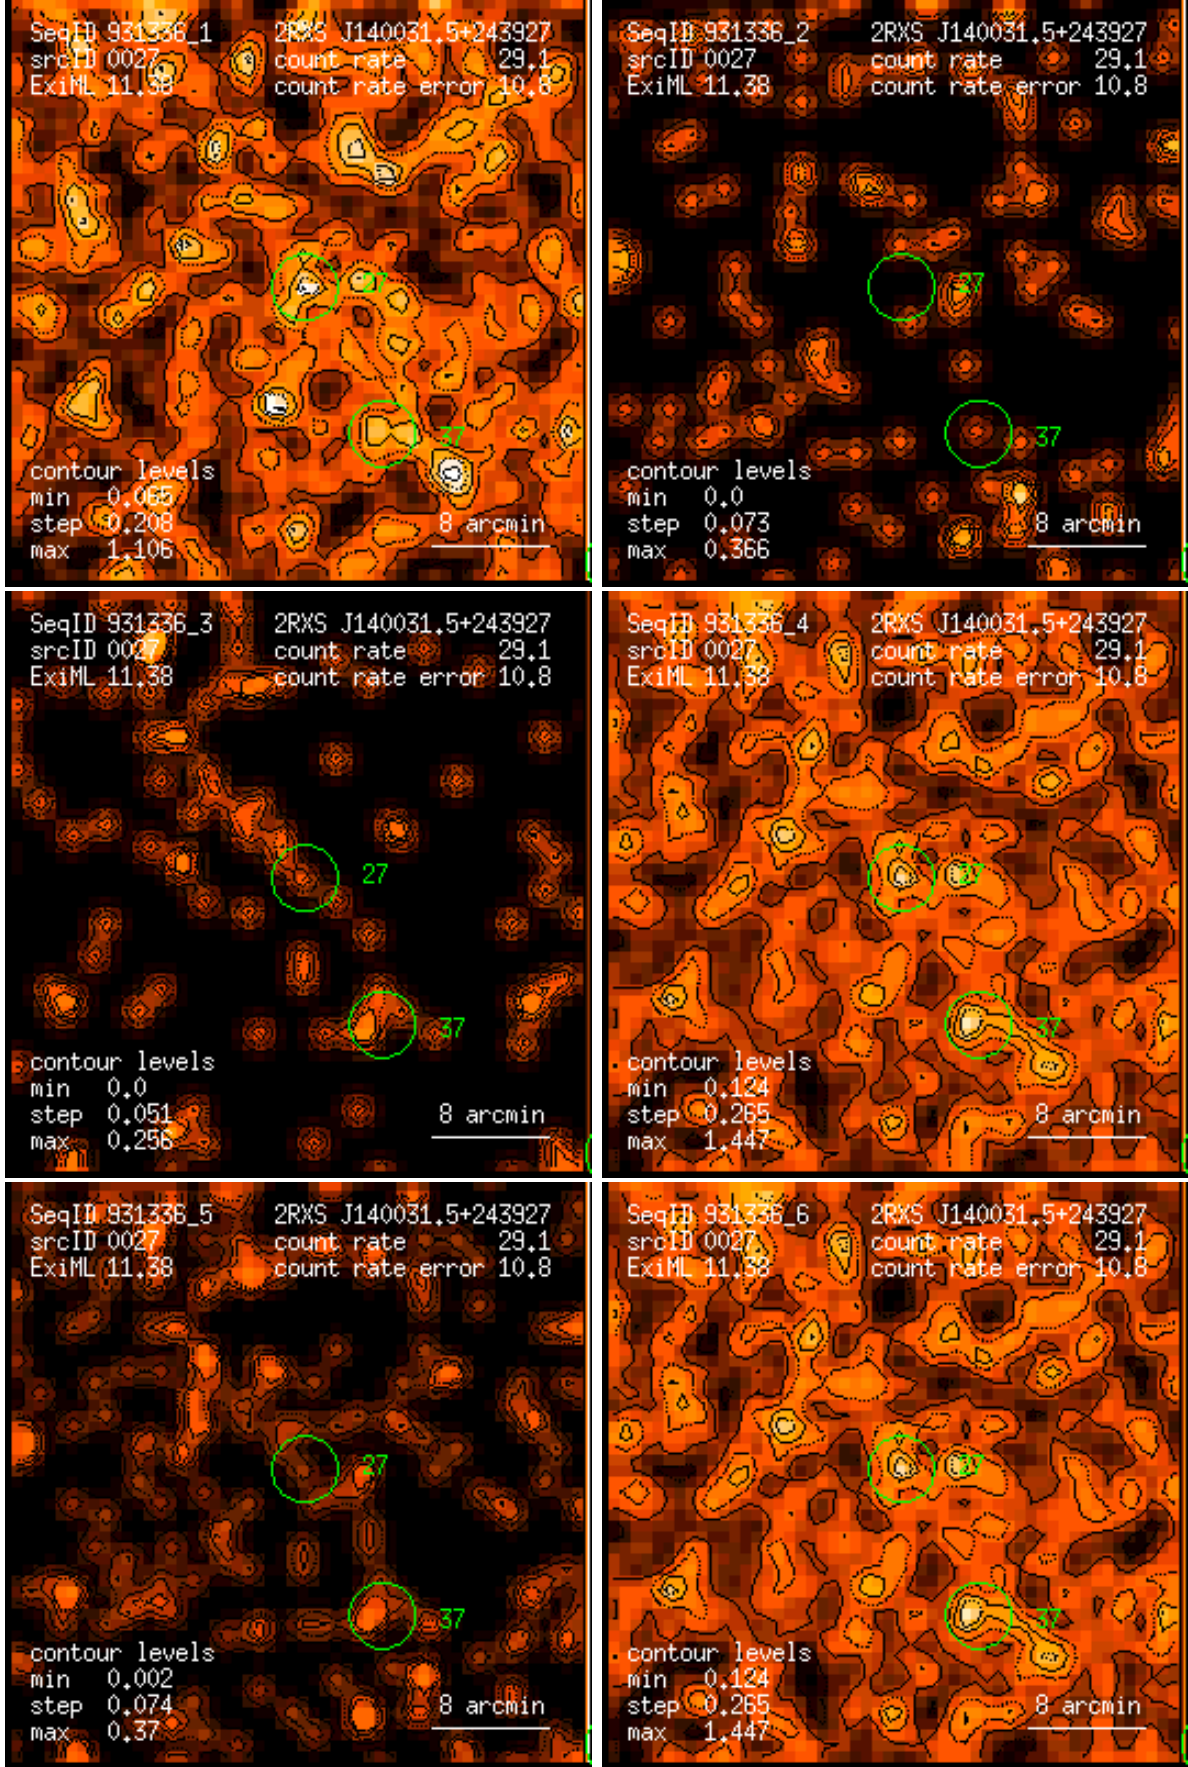 SeqID 931336_1 2RXS J140031.5+243927
srcID 0027 count rate 29.1
ExiML 11.38 count rate error 10.8
27
37
contour levels
min 0.065
step 0.208
max 1.106
8 arcmin
SeqID 931336_2 2RXS J140031.5+243927
srcID 0027 count rate 29.1
ExiML 11.38 count rate error 10.8
27
37
contour levels
min 0.0
step 0.073
max 0.366
8 arcmin
SeqID 931336_3 2RXS J140031.5+243927
srcID 0027 count rate 29.1
ExiML 11.38 count rate error 10.8
27
37
contour levels
min 0.0
step 0.051
max 0.256
8 arcmin
SeqID 931336_4 2RXS J140031.5+243927
srcID 0027 count rate 29.1
ExiML 11.38 count rate error 10.8
27
37
contour levels
min 0.124
step 0.265
max 1.447
8 arcmin
SeqID 931336_5 2RXS J140031.5+243927
srcID 0027 count rate 29.1
ExiML 11.38 count rate error 10.8
27
37
contour levels
min 0.002
step 0.074
max 0.37
8 arcmin
SeqID 931336_6 2RXS J140031.5+243927
srcID 0027 count rate 29.1
ExiML 11.38 count rate error 10.8
27
37
contour levels
min 0.124
step 0.265
max 1.447
8 arcmin